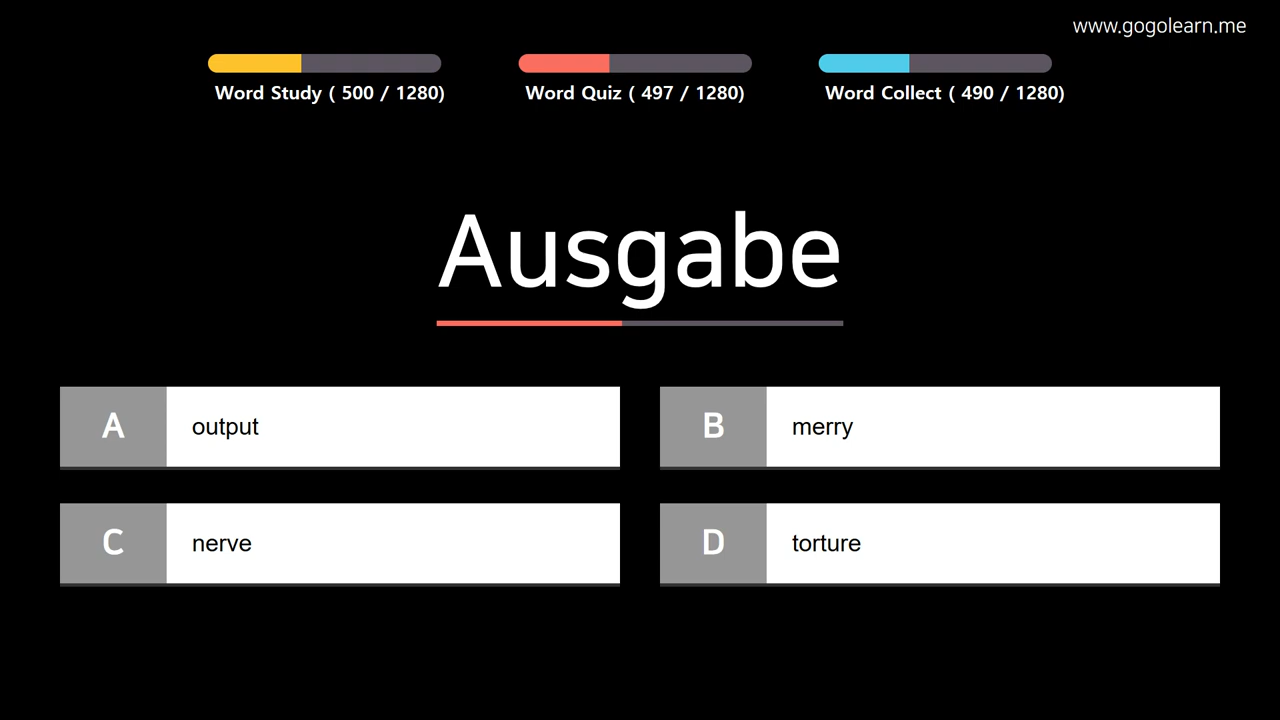 www.gogolearn.me
Word Study ( 500 / 1280)
Word Quiz ( 497 / 1280)
Word Collect ( 490 / 1280)
Ausgabe
A output
B merry
C nerve
D torture